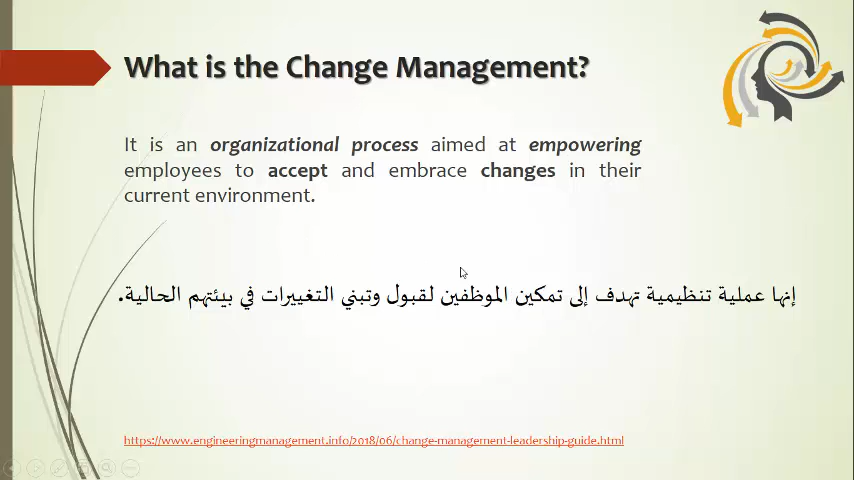 What is the Change Management?
It is an organizational process aimed at empowering
employees to accept and embrace changes in their
current environment.
إنها عملية تنظيمية تهدف إلى تمكين الموظفين لقبول وتبني التغييرات في بيئتهم الحالية.
https://www.engineeringmanagement.info/2018/06/change-management-leadership-guide.html